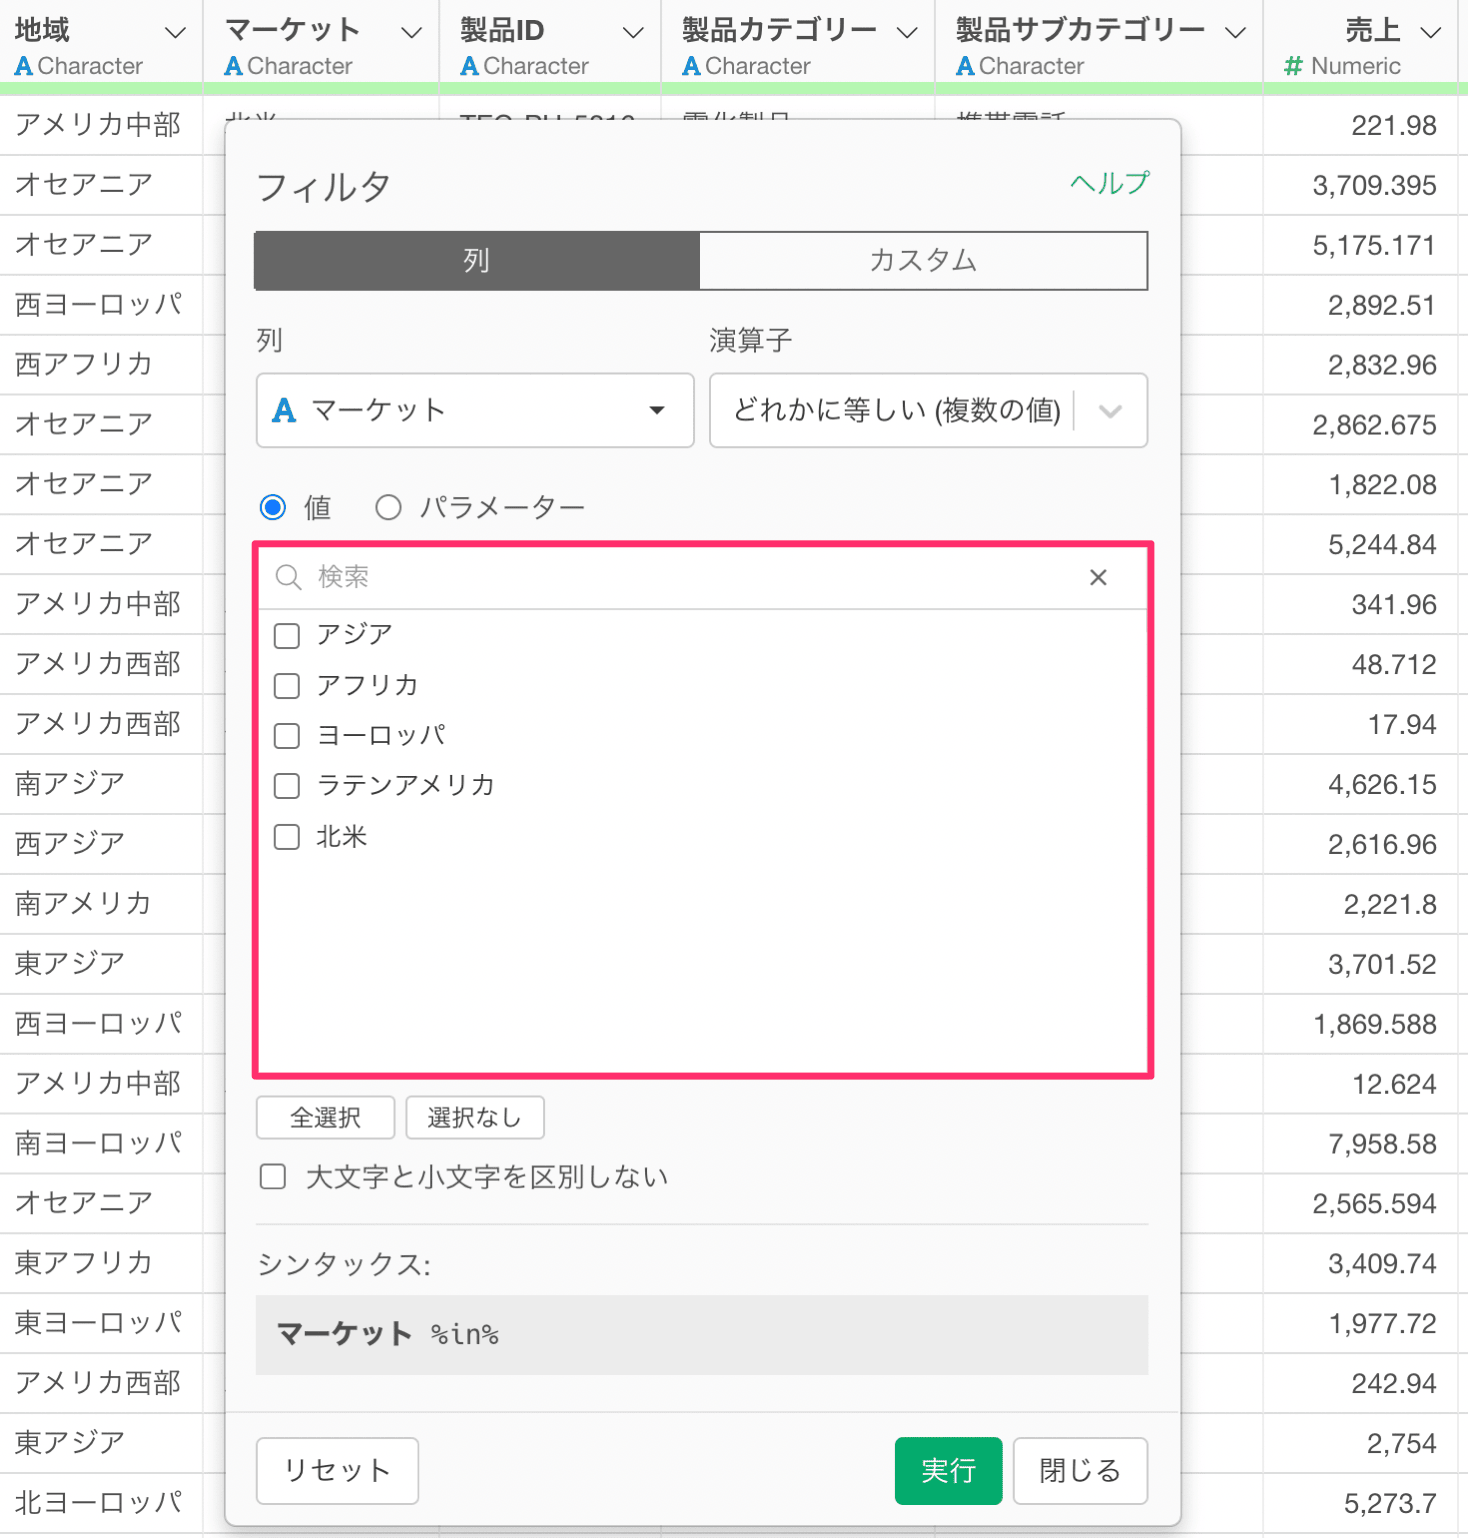 地域 マーケット 製品ID 製品カテゴリー 製品サブカテゴリー 売上
A Character A Character A Character A Character A Character # Numeric
アメリカ中部 221.98
オセアニア 3,709.395
オセアニア 5,175.171
西ヨーロッパ 2,892.51
西アフリカ 2,832.96
オセアニア 2,862.675
オセアニア 1,822.08
オセアニア 5,244.84
アメリカ中部 341.96
アメリカ西部 48.712
アメリカ西部 17.94
南アジア 4,626.15
西アジア 2,616.96
南アメリカ 2,221.8
東アジア 3,701.52
西ヨーロッパ 1,869.588
アメリカ中部 12.624
南ヨーロッパ 7,958.58
オセアニア 2,565.594
東アフリカ 3,409.74
東ヨーロッパ 1,977.72
アメリカ西部 242.94
東アジア 2,754
北ヨーロッパ 5,273.7
フィルタ ヘルプ
列 カスタム
列 演算子
A マーケット どれかに等しい (複数の値)
値 パラメーター
検索
アジア
アフリカ
ヨーロッパ
ラテンアメリカ
北米
全選択 選択なし
大文字と小文字を区別しない
シンタックス:
マーケット %in%
リセット 実行 閉じる